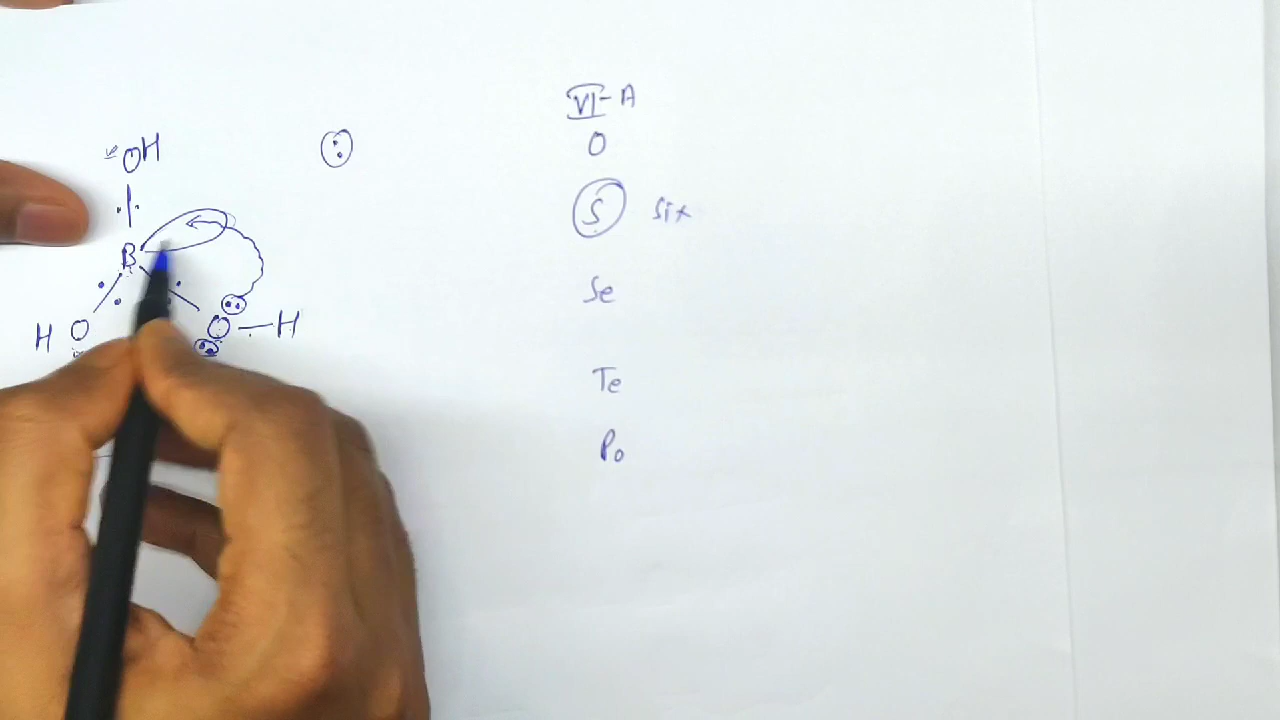 OH
B
H O
O — H
VI-A
O
S six
Se
Te
Po